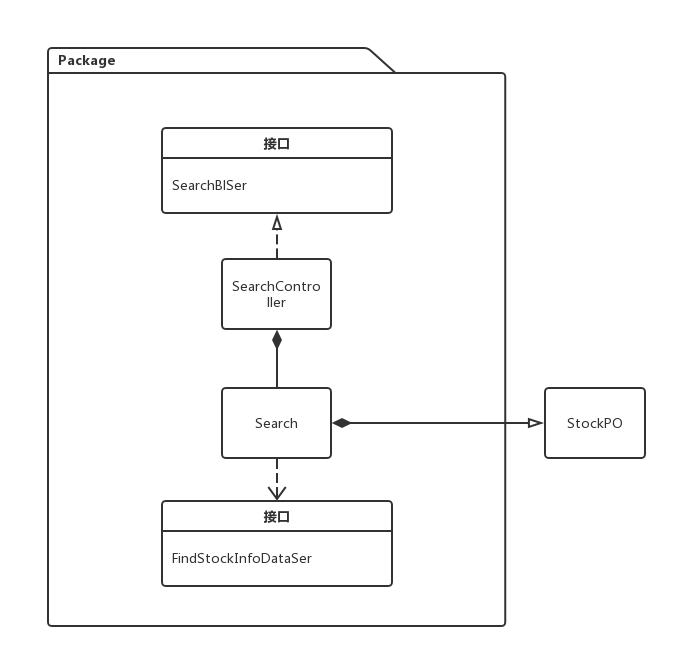 Package
接口
SearchBlSer
SearchContro
ller
Search
StockPO
接口
FindStockInfoDataSer